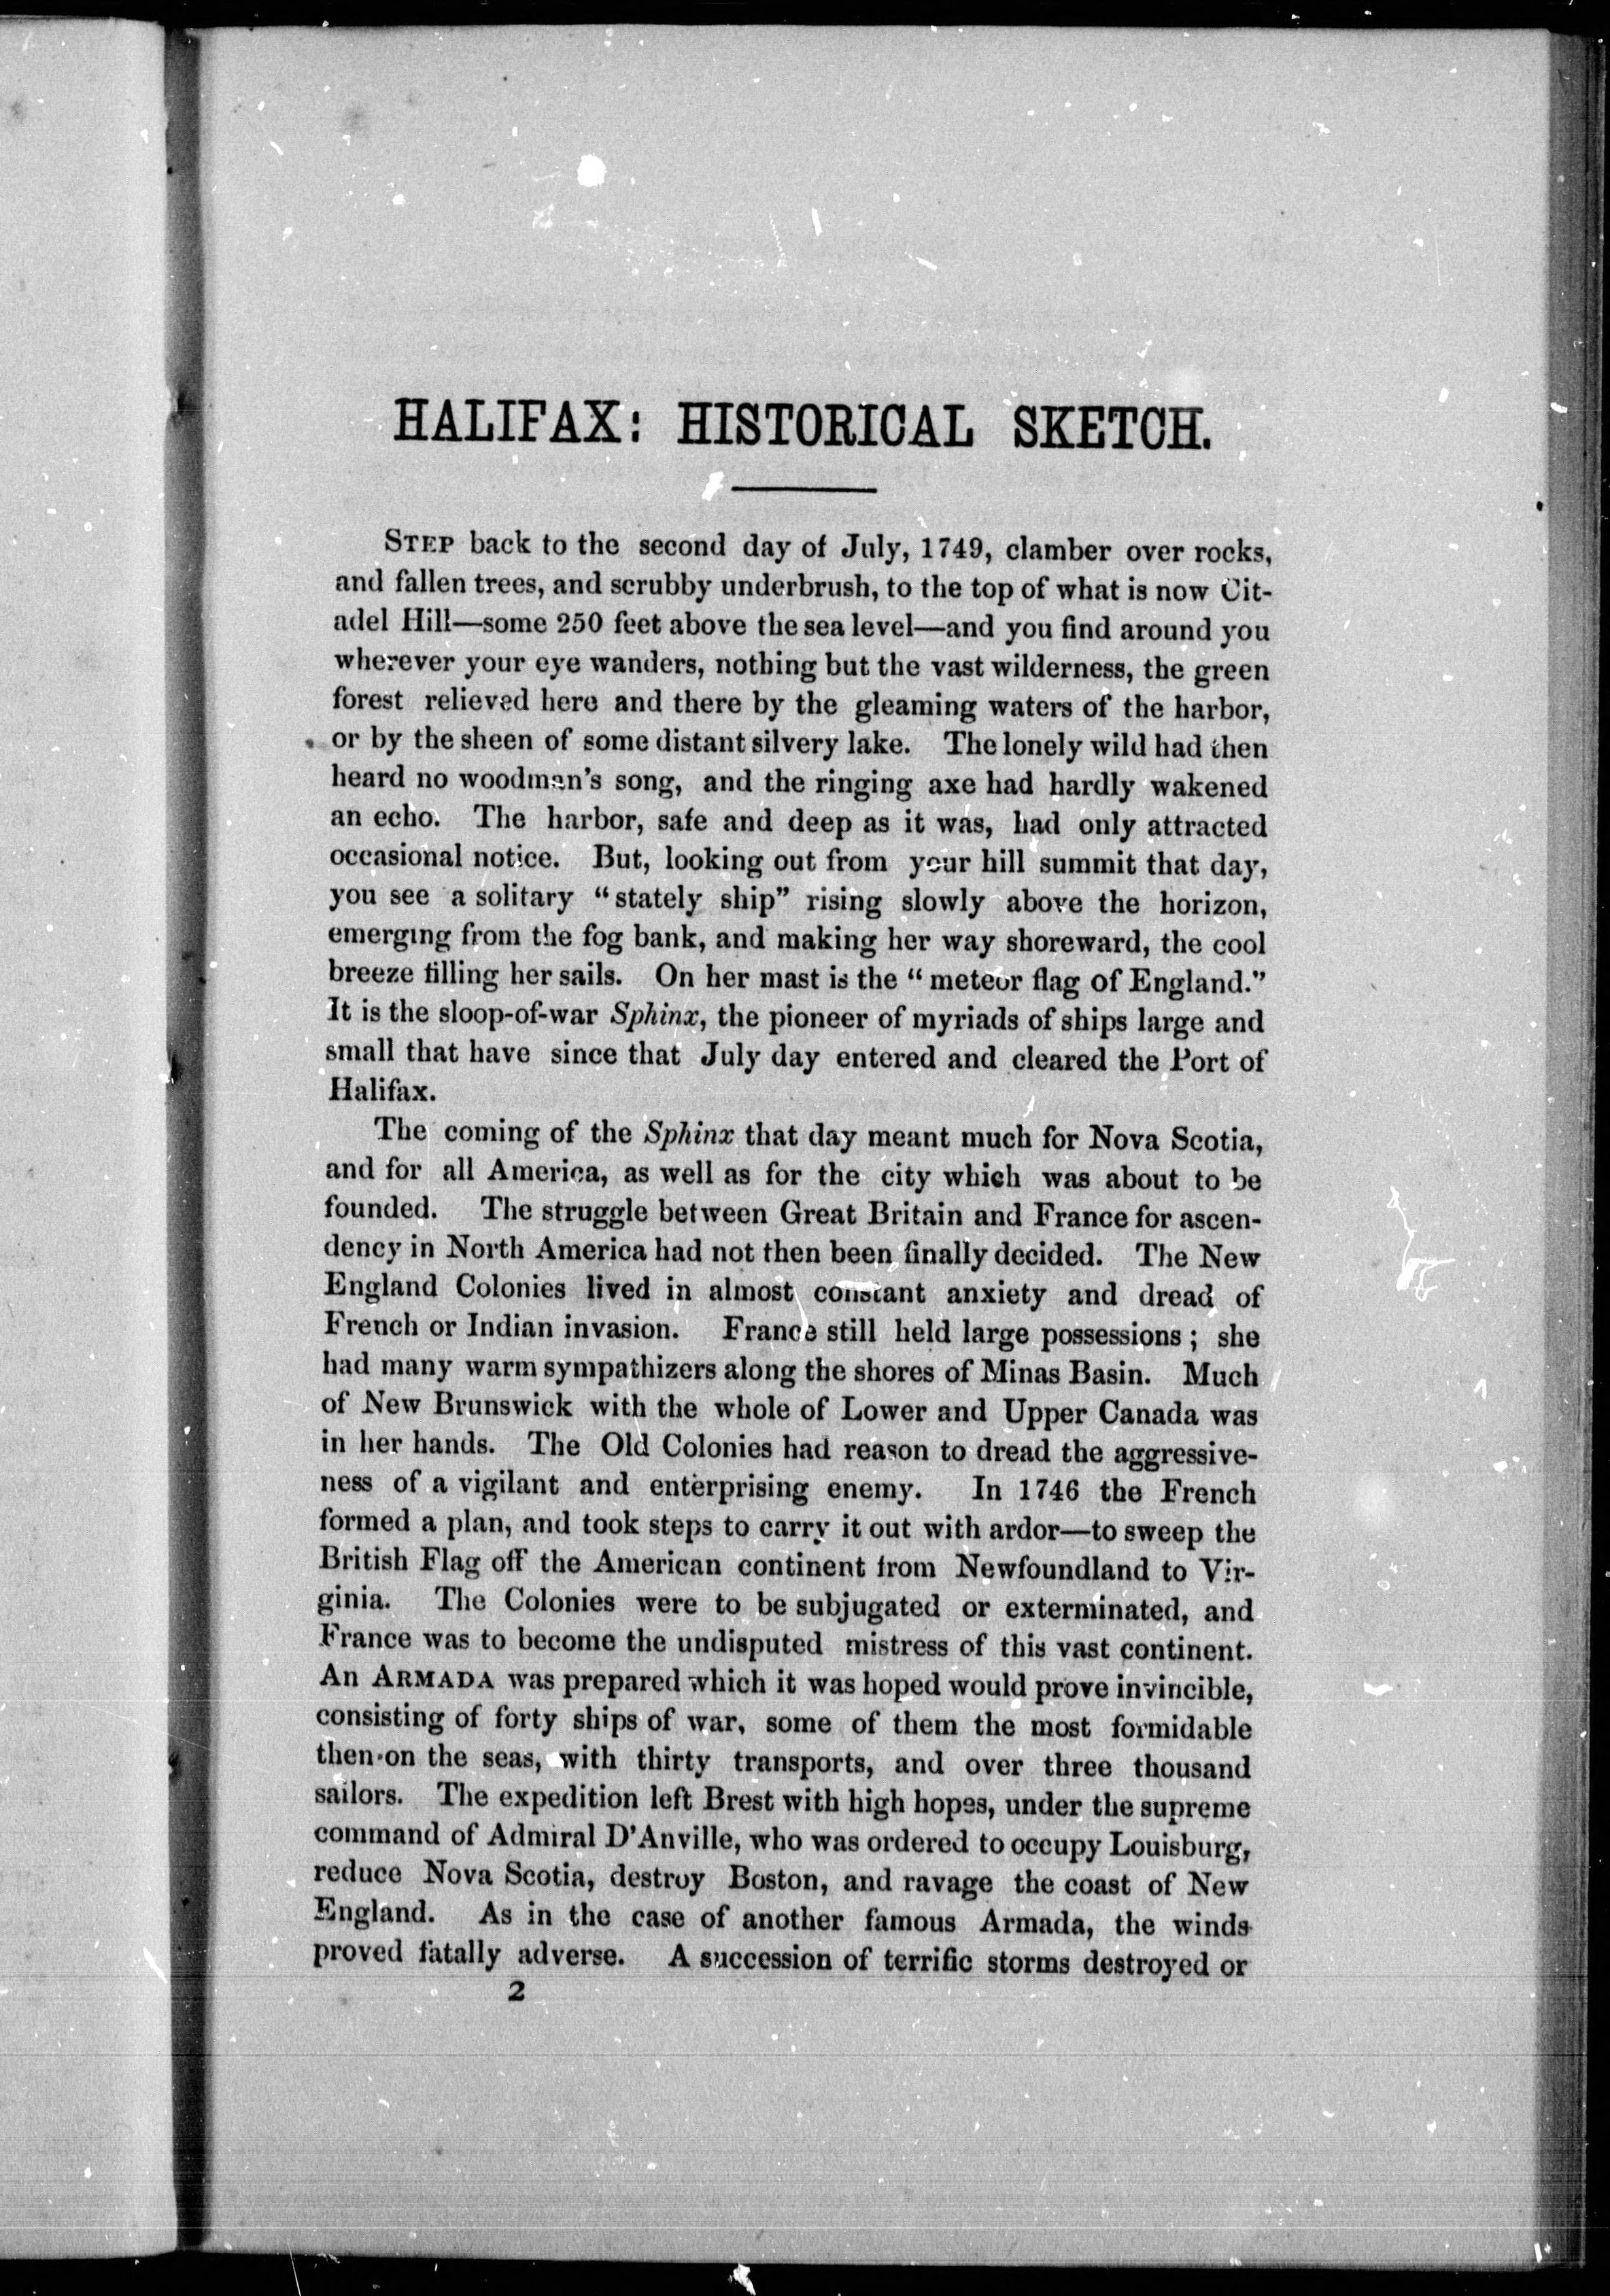 HALIFAX: HISTORICAL SKETCH.
STEP back to the second day of July, 1749, clamber over rocks,
and fallen trees, and scrubby underbrush, to the top of what is now Cit-
adel Hill—some 250 feet above the sea level—and you find around you
wherever your eye wanders, nothing but the vast wilderness, the green
forest relieved here and there by the gleaming waters of the harbor,
or by the sheen of some distant silvery lake. The lonely wild had then
heard no woodman's song, and the ringing axe had hardly wakened
an echo. The harbor, safe and deep as it was, had only attracted
occasional notice. But, looking out from your hill summit that day,
you see a solitary "stately ship" rising slowly above the horizon,
emerging from the fog bank, and making her way shoreward, the cool
breeze filling her sails. On her mast is the "meteor flag of England."
It is the sloop-of-war Sphinx, the pioneer of myriads of ships large and
small that have since that July day entered and cleared the Port of
Halifax.
The coming of the Sphinx that day meant much for Nova Scotia,
and for all America, as well as for the city which was about to be
founded. The struggle between Great Britain and France for ascen-
dency in North America had not then been finally decided. The New
England Colonies lived in almost constant anxiety and dread of
French or Indian invasion. France still held large possessions; she
had many warm sympathizers along the shores of Minas Basin. Much
of New Brunswick with the whole of Lower and Upper Canada was
in her hands. The Old Colonies had reason to dread the aggressive-
ness of a vigilant and enterprising enemy. In 1746 the French
formed a plan, and took steps to carry it out with ardor—to sweep the
British Flag off the American continent from Newfoundland to Vir-
ginia. The Colonies were to be subjugated or exterminated, and
France was to become the undisputed mistress of this vast continent.
An ARMADA was prepared which it was hoped would prove invincible,
consisting of forty ships of war, some of them the most formidable
then on the seas, with thirty transports, and over three thousand
sailors. The expedition left Brest with high hopes, under the supreme
command of Admiral D'Anville, who was ordered to occupy Louisburg,
reduce Nova Scotia, destroy Boston, and ravage the coast of New
England. As in the case of another famous Armada, the winds
proved fatally adverse. A succession of terrific storms destroyed or
2